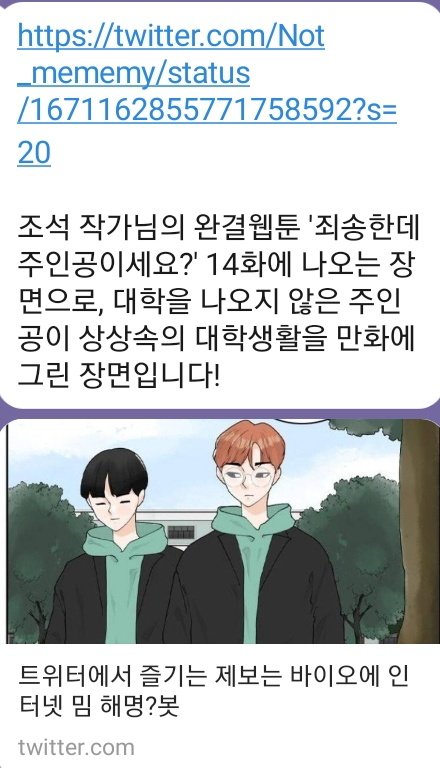 https://twitter.com/Not
_mememy/status
/1671162855771758592?s=
20
조석 작가님의 완결웹툰 '죄송한데
주인공이세요?' 14화에 나오는 장
면으로, 대학을 나오지 않은 주인
공이 상상속의 대학생활을 만화에
그린 장면입니다!
트위터에서 즐기는 제보는 바이오에 인
터넷 밈 해명?봇
twitter.com